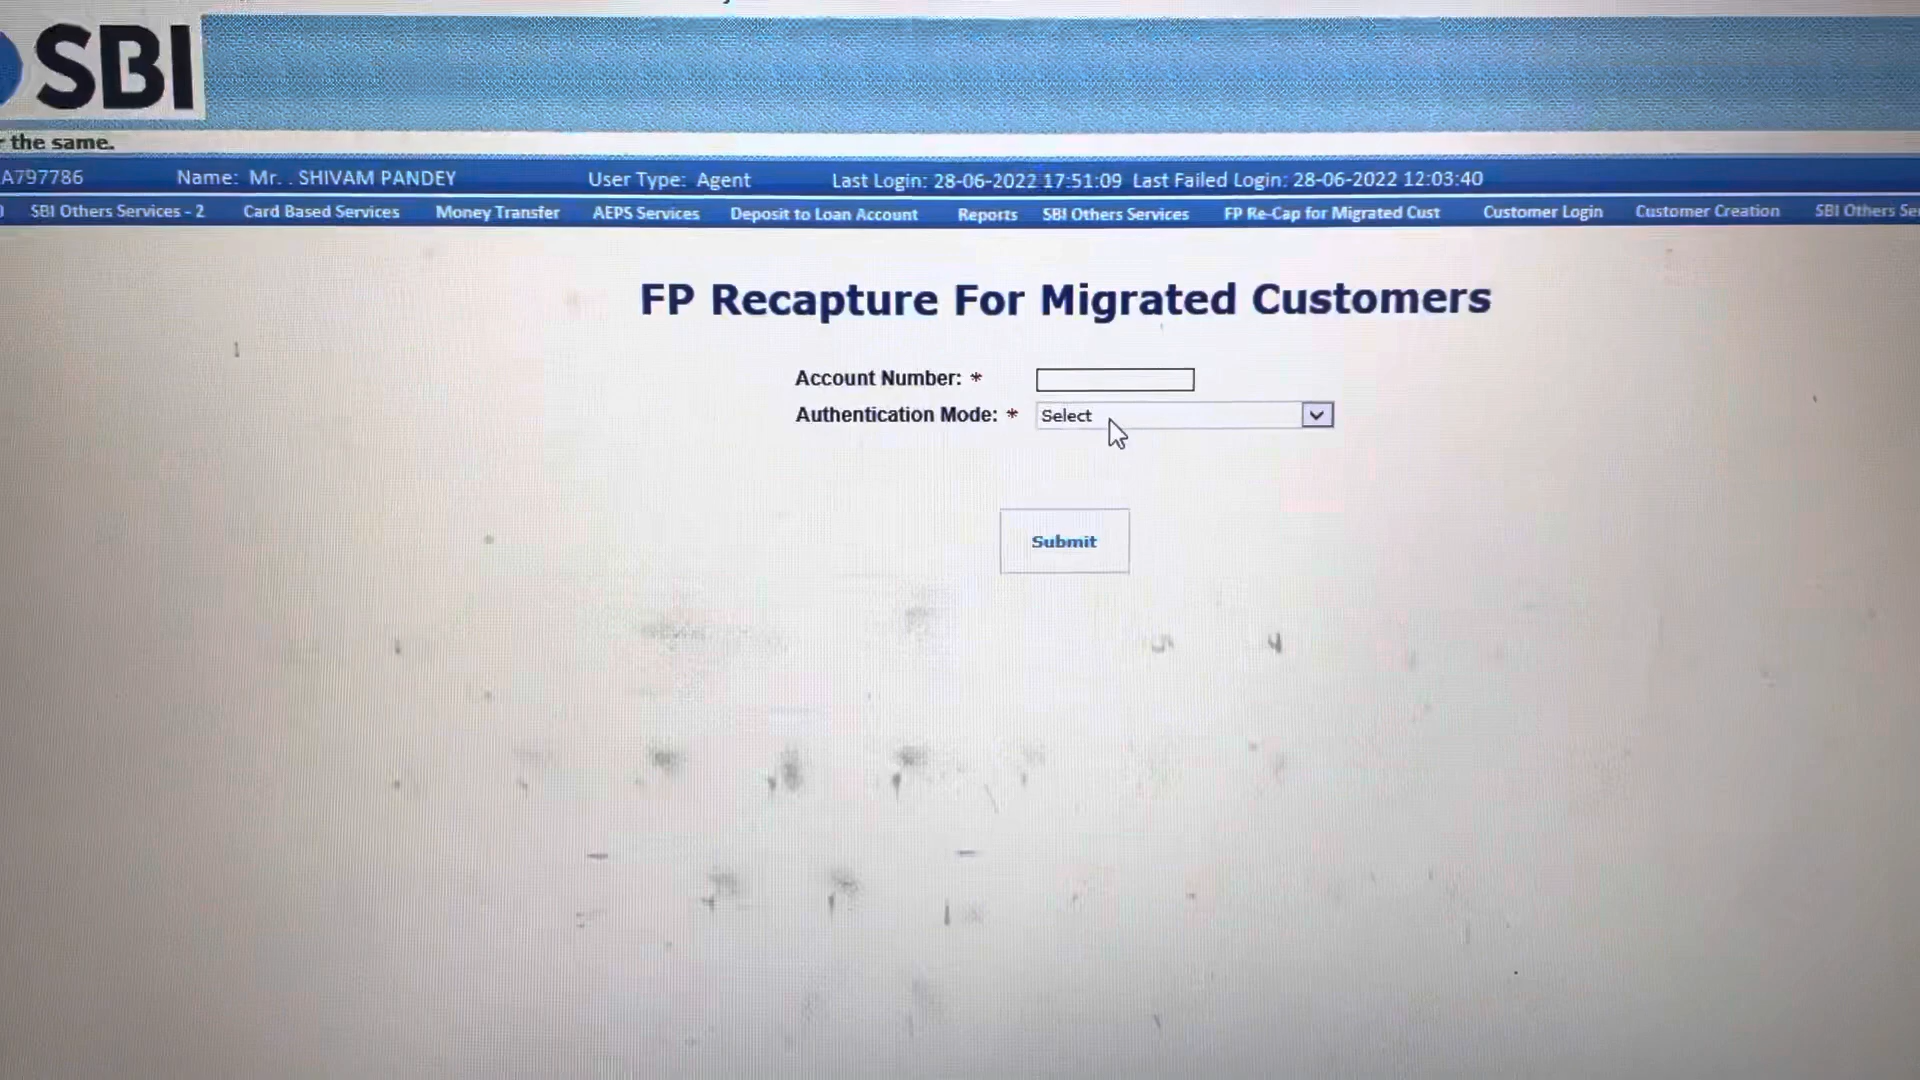 SBI
the same.
A797786 Name: Mr. . SHIVAM PANDEY User Type: Agent Last Login: 28-06-2022 17:51:09 Last Failed Login: 28-06-2022 12:03:40
SBI Others Services - 2 Card Based Services Money Transfer AEPS Services Deposit to Loan Account Reports SBI Others Services FP Re-Cap for Migrated Cust Customer Login Customer Creation SBI Others
FP Recapture For Migrated Customers
Account Number: *
Authentication Mode: * Select
Submit